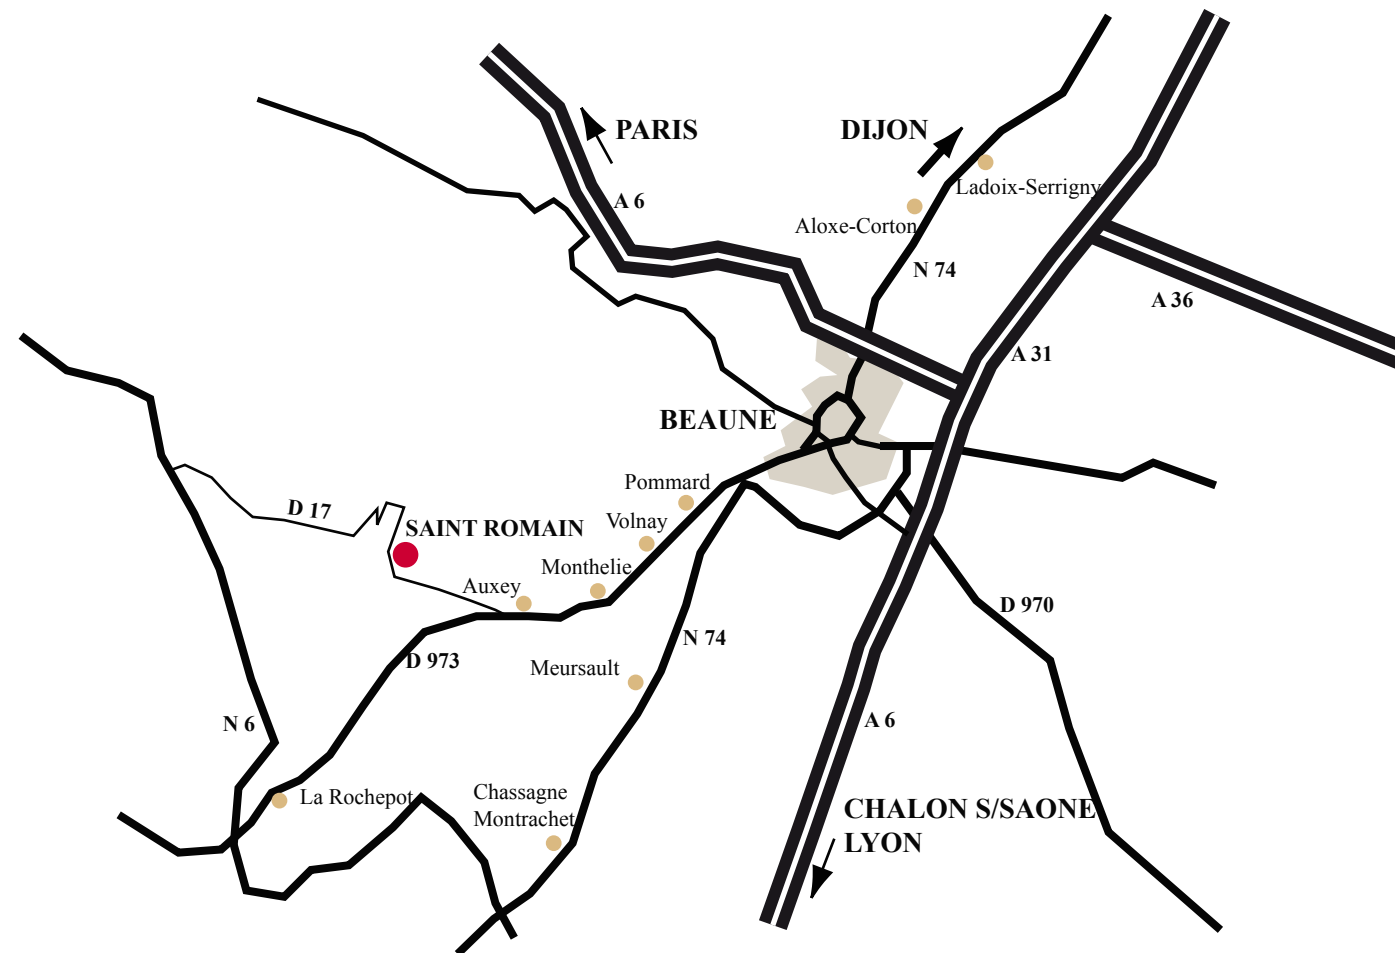 PARIS
DIJON
Ladoix-Serrigny
A 6
Aloxe-Corton
N 74
A 36
A 31
BEAUNE
Pommard
D 17
Volnay
SAINT ROMAIN
Monthelie
Auxey
D 970
N 74
D 973
Meursault
N 6
A 6
La Rochepot
Chassagne
Montrachet
CHALON S/SAONE
LYON